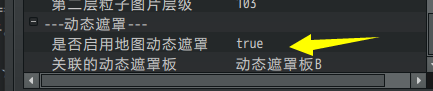 第二层粒子图片层级 103
---动态遮罩---
是否启用地图动态遮罩 true
关联的动态遮罩板 动态遮罩板B